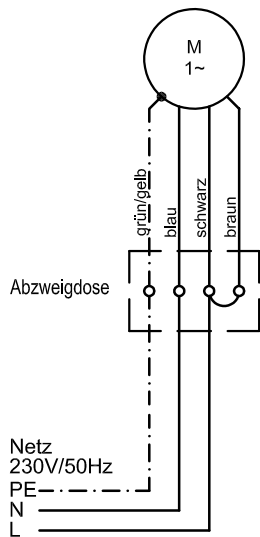 M
1~
grün/gelb
blau
schwarz
braun
Abzweigdose
Netz
230V/50Hz
PE
N
L